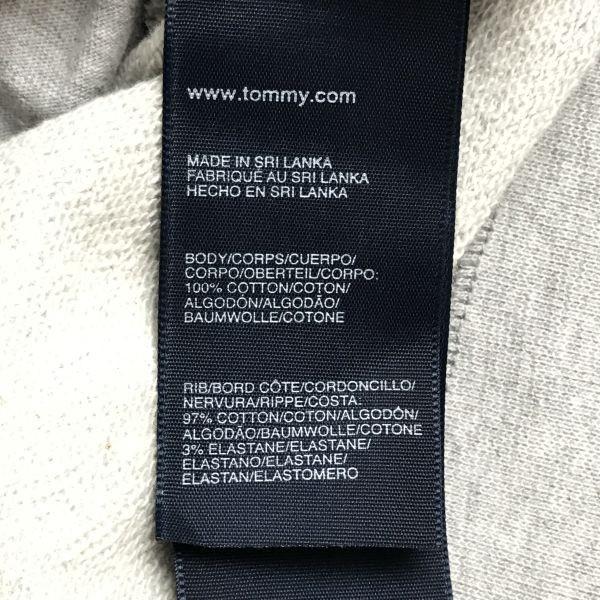 www.tommy.com
MADE IN SRI LANKA
FABRIQUÉ AU SRI LANKA
HECHO EN SRI LANKA
BODY/CORPS/CUERPO/
CORPO/OBERTEIL/CORPO:
100% COTTON/COTON/
ALGODÓN/ALGODÃO/
BAUMWOLLE/COTONE
RIB/BORD CÔTE/CORDONCILLO/
NERVURA/RIPPE/COSTA:
97% COTTON/COTON/ALGODÓN/
ALGODÃO/BAUMWOLLE/COTONE
3% ELASTANE/ELASTANE/
ELASTANO/ELASTANE/
ELASTAN/ELASTOMERO